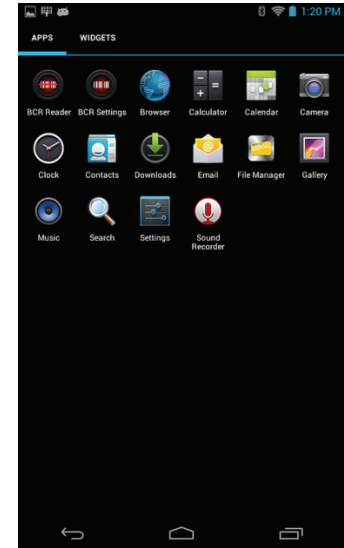 1:20 PM
APPS WIDGETS
BCR Reader BCR Settings Browser Calculator Calendar Camera
Clock Contacts Downloads Email File Manager Gallery
Music Search Settings Sound Recorder